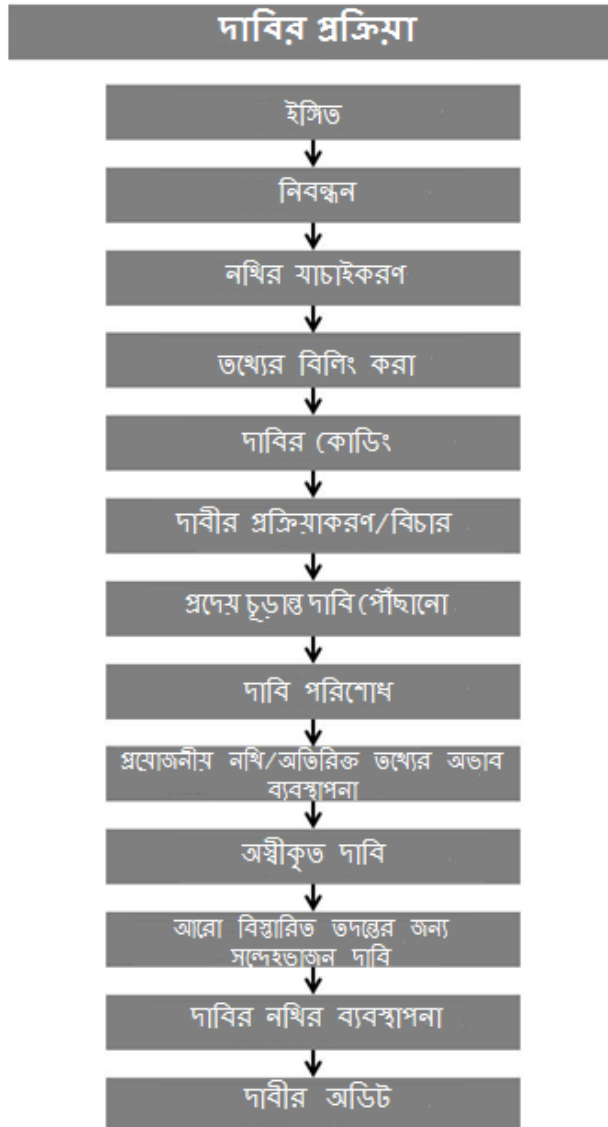 দাবির প্রক্রিয়া
ইঙ্গিত
নিবন্ধন
নথির যাচাইকরণ
তথ্যের বিলিং করা
দাবির কোডিং
দাবীর প্রক্রিয়াকরণ/বিচার
প্রদেয় চূড়ান্ত দাবি পৌঁছানো
দাবি পরিশোধ
প্রযোজনীয় নথি/অতিরিক্ত তথ্যের অভাব
ব্যবস্থাপনা
অস্বীকৃত দাবি
আরো বিস্তারিত তদন্তের জন্য
সন্দেহভাজন দাবি
দাবির নথির ব্যবস্থাপনা
দাবীর অডিট